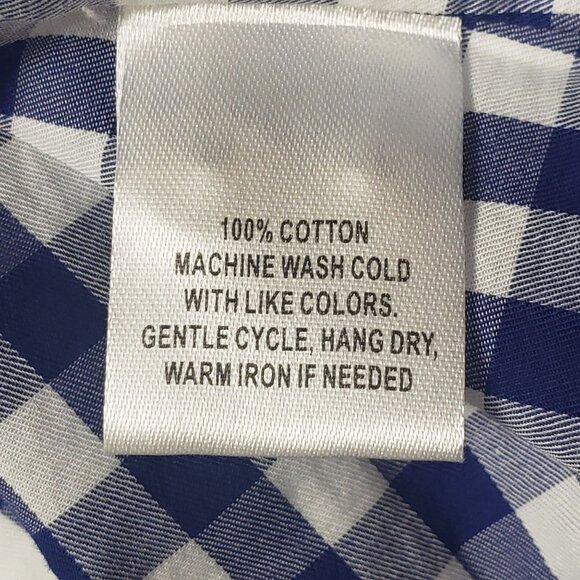 100% COTTON
MACHINE WASH COLD
WITH LIKE COLORS.
GENTLE CYCLE, HANG DRY,
WARM IRON IF NEEDED